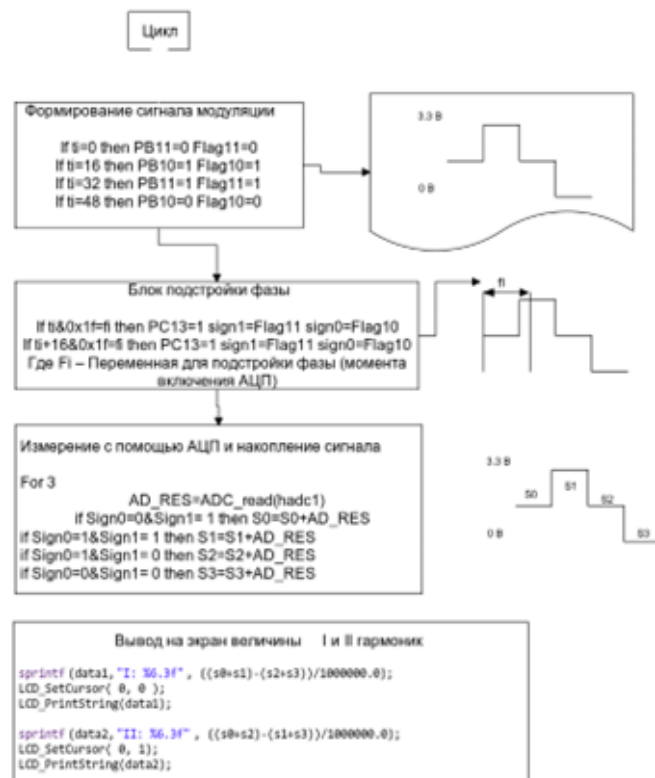 Цикл
Формирование сигнала модуляции
If ti=0 then PB11=0 Flag11=0
If ti=16 then PB10=1 Flag10=1
If ti=32 then PB11=1 Flag11=1
If ti=48 then PB10=0 Flag10=0
3.3 В
0 В
Блок подстройки фазы
If ti&0x1f=fi then PC13=1 sign1=Flag11 sign0=Flag10
If ti+16&0x1f=fi then PC13=1 sign1=Flag11 sign0=Flag10
Где Fi – Переменная для подстройки фазы (момента
включения АЦП)
fi
Измерение с помощью АЦП и накопление сигнала
For 3
AD_RES=ADC_read(hadc1)
if Sign0=0&Sign1= 1 then S0=S0+AD_RES
if Sign0=1&Sign1= 1 then S1=S1+AD_RES
if Sign0=1&Sign1= 0 then S2=S2+AD_RES
if Sign0=0&Sign1= 0 then S3=S3+AD_RES
3.3 В
S0
S1
S2
S3
0 В
Вывод на экран величины I и II гармоник
sprintf(data1,"I: %6.3f" , ((s0+s1)-(s2+s3))/1000000.0);
LCD_SetCursor( 0, 0 );
LCD_PrintString(data1);
sprintf(data2,"II: %6.3f" , ((s0+s2)-(s1+s3))/1000000.0);
LCD_SetCursor( 0, 1);
LCD_PrintString(data2);